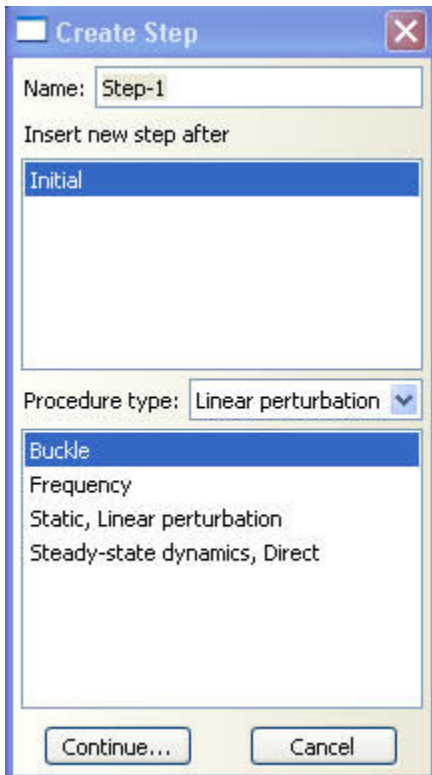 Create Step
Name: Step-1
Insert new step after
Initial
Procedure type: Linear perturbation
Buckle
Frequency
Static, Linear perturbation
Steady-state dynamics, Direct
Continue... Cancel